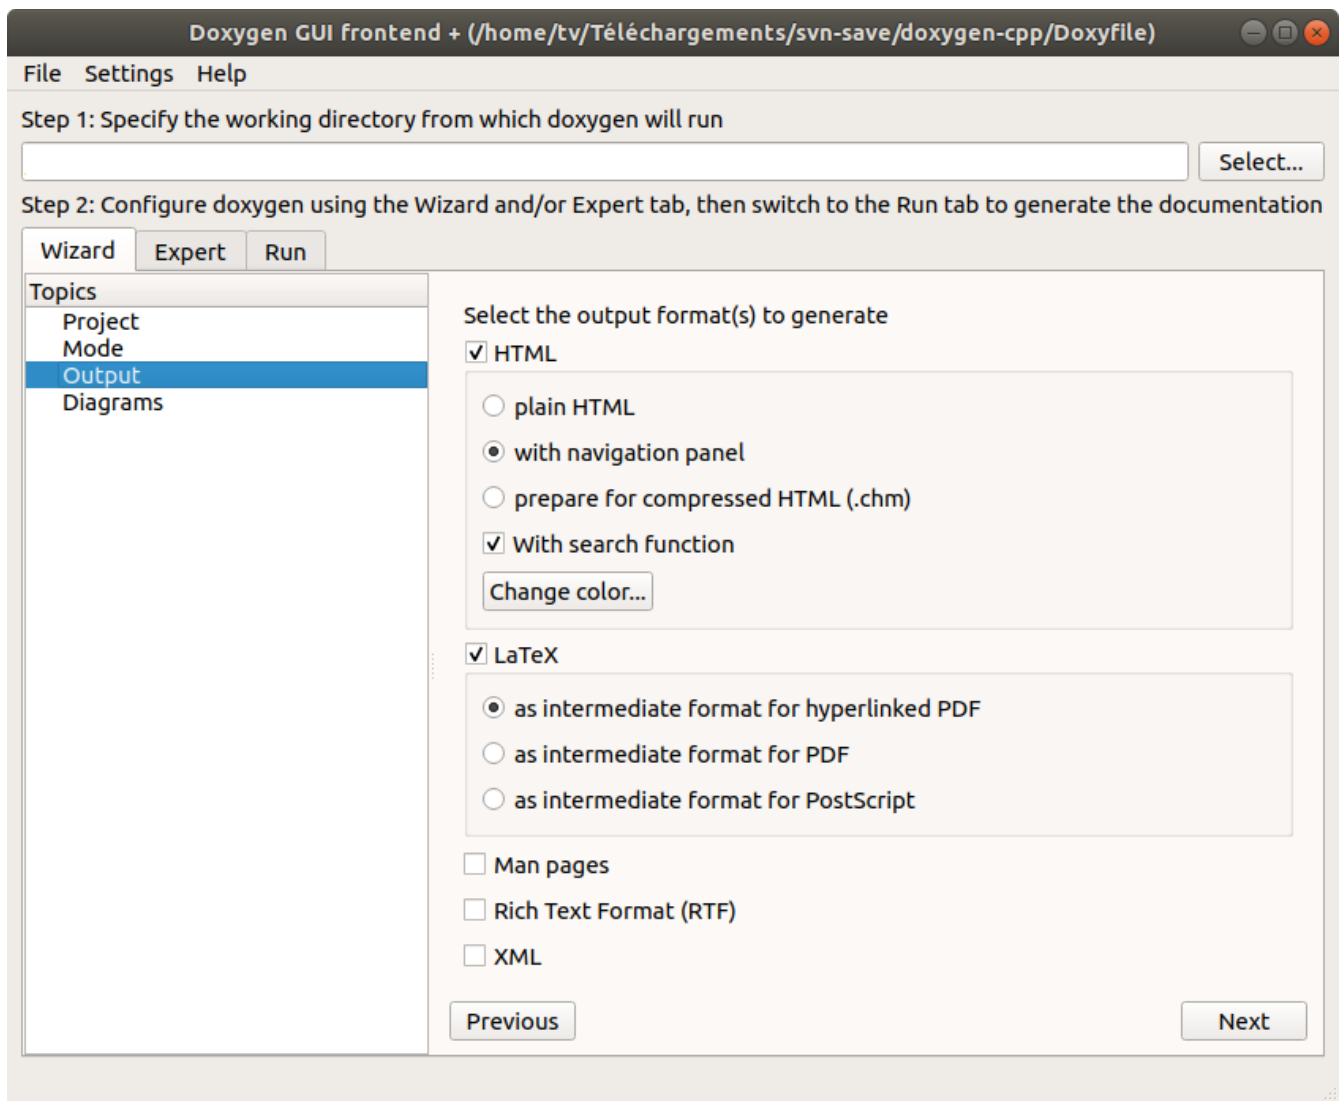 Doxygen GUI frontend + (/home/tv/Téléchargements/svn-save/doxygen-cpp/Doxyfile)
File Settings Help
Step 1: Specify the working directory from which doxygen will run
Select...
Step 2: Configure doxygen using the Wizard and/or Expert tab, then switch to the Run tab to generate the documentation
Wizard Expert Run
Topics
Project
Mode
Output
Diagrams
Select the output format(s) to generate
HTML
plain HTML
with navigation panel
prepare for compressed HTML (.chm)
With search function
Change color...
LaTeX
as intermediate format for hyperlinked PDF
as intermediate format for PDF
as intermediate format for PostScript
Man pages
Rich Text Format (RTF)
XML
Previous Next